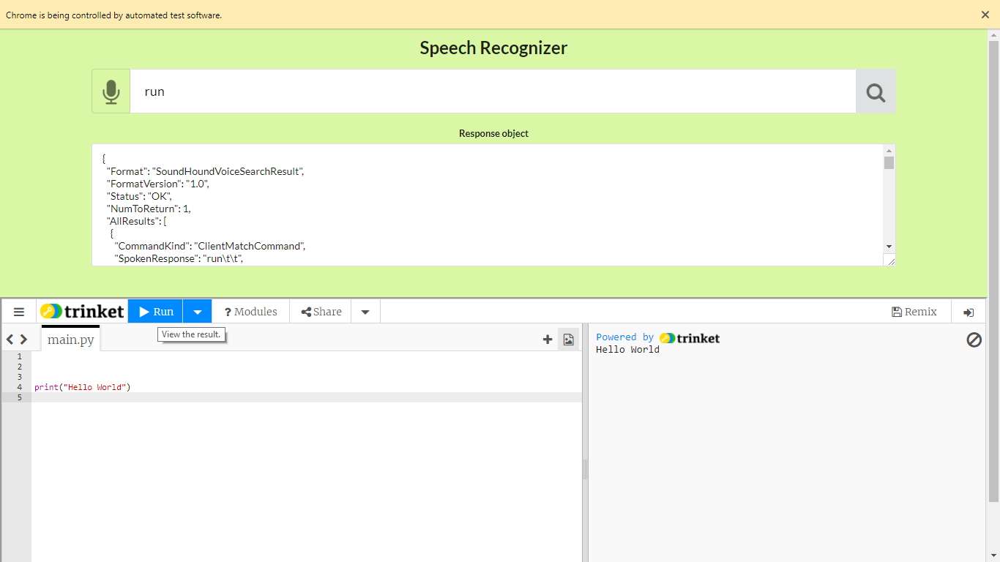 Chrome is being controlled by automated test software.
Speech Recognizer
run
Response object
{
"Format": "SoundHoundVoiceSearchResult",
"FormatVersion": "1.0",
"Status": "OK",
"NumToReturn": 1,
"AllResults": [
{
"CommandKind": "ClientMatchCommand",
"SpokenResponse": "run\t\t",
trinket Run ? Modules Share Remix
View the result.
main.py
1
2
3
4 print("Hello World")
5
Powered by trinket
Hello World